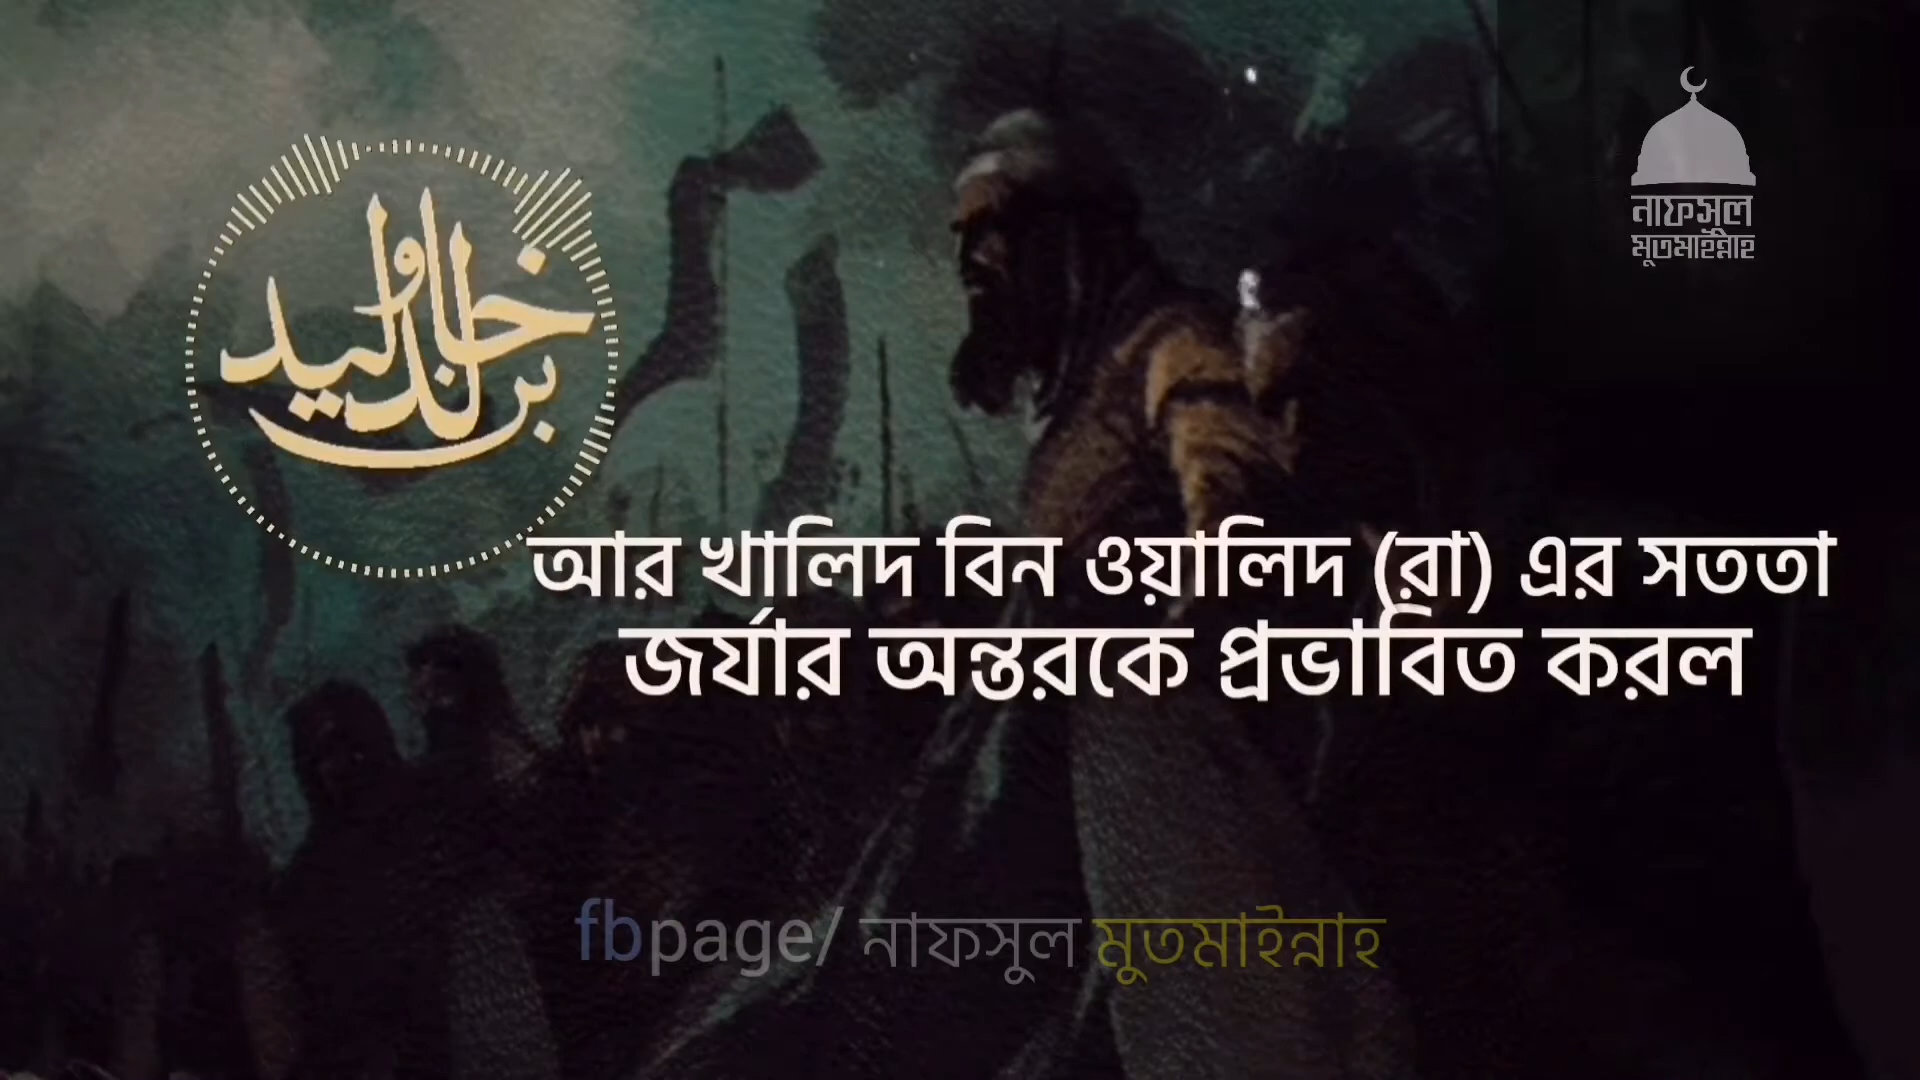 خالد بن وليد
নাফসুল
মুতমাইন্নাহ
আর খালিদ বিন ওয়ালিদ (রা) এর সততা
জর্যার অন্তরকে প্রভাবিত করল
fbpage/ নাফসুল মুতমাইন্নাহ